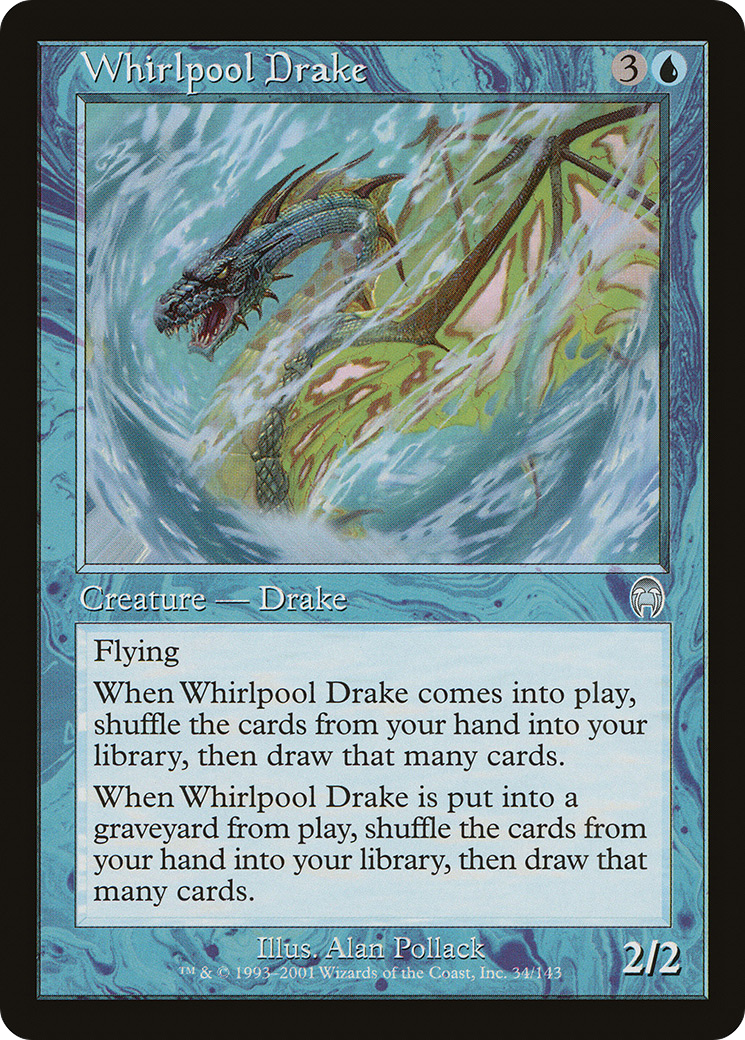 Whirlpool Drake 3
Creature — Drake
Flying
When Whirlpool Drake comes into play,
shuffle the cards from your hand into your
library, then draw that many cards.
When Whirlpool Drake is put into a
graveyard from play, shuffle the cards from
your hand into your library, then draw that
many cards.
Illus. Alan Pollack
™ & © 1993–2001 Wizards of the Coast, Inc. 34/143
2/2